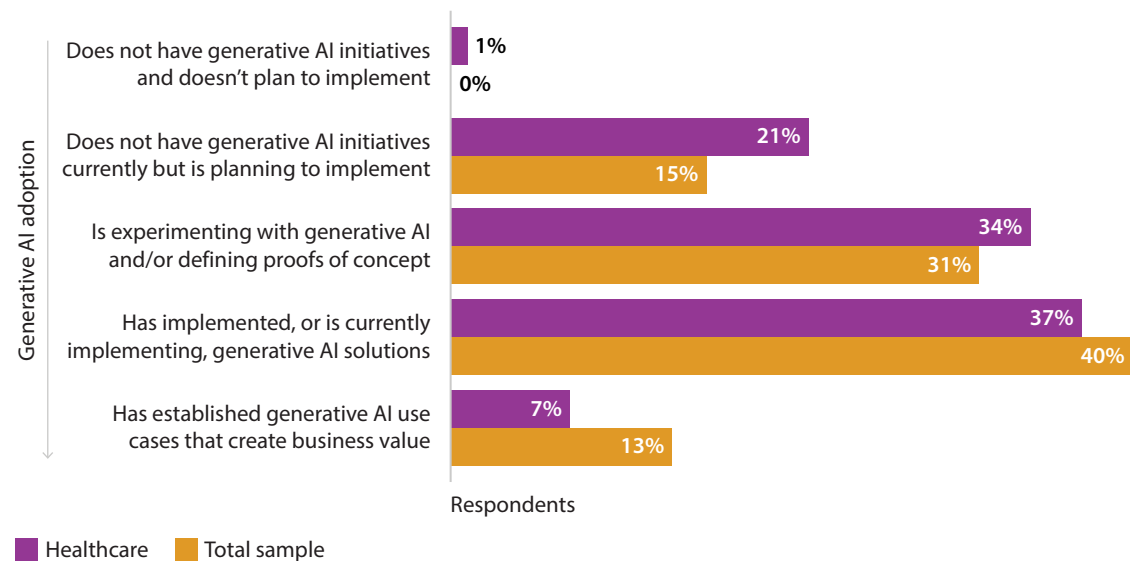 Generative AI adoption
Does not have generative AI initiatives
and doesn’t plan to implement
1%
0%
Does not have generative AI initiatives
currently but is planning to implement
21%
15%
Is experimenting with generative AI
and/or defining proofs of concept
34%
31%
Has implemented, or is currently
implementing, generative AI solutions
37%
40%
Has established generative AI use
cases that create business value
7%
13%
Respondents
Healthcare
Total sample